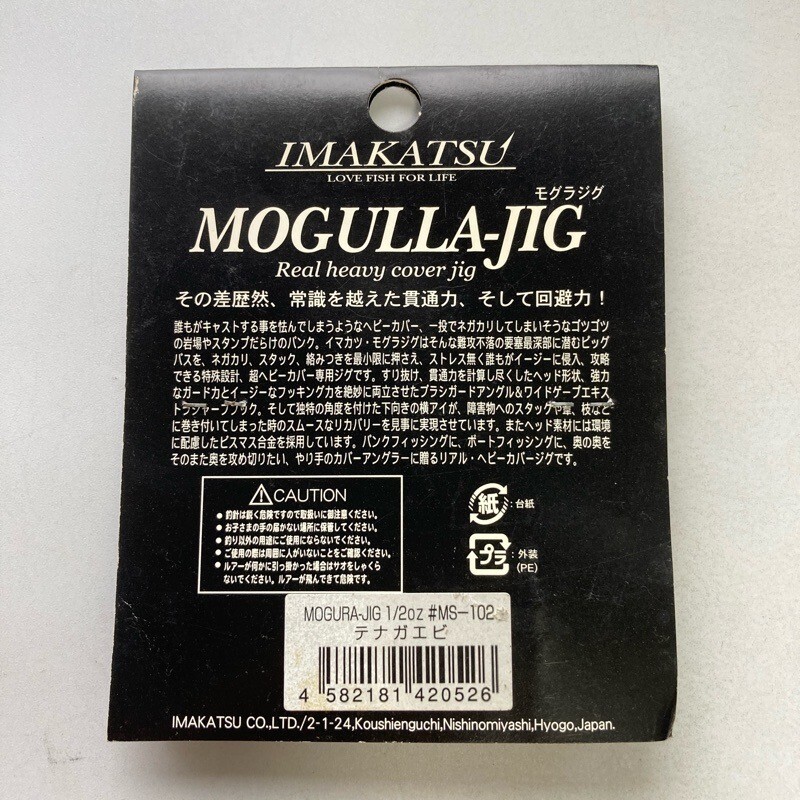 IMAKATSU
LOVE FISH FOR LIFE
モグラジグ
MOGULLA-JIG
Real heavy cover jig
その差歴然、常識を越えた貫通力、そして回避力！
誰もがキャストする事を怯んでしまうようなヘビーカバー、一投でネガカリしてしまいそうなゴツゴツ
の岩場やスタンプだらけのバンク。イマカツ・モグラジグはそんな難攻不落の要塞最深部に潜むビッグ
バスを、ネガカリ、スタック、絡みつきを最小限に押さえ、ストレス無く誰もがイージーに侵入、攻略
できる特殊設計、超ヘビーカバー専用ジグです。すり抜け、貫通力を計算し尽くしたヘッド形状、強力
なガード力とイージーなフッキング力を絶妙に両立させたブラシガードアングル&ワイドゲープエキス
トラシャープフック。そして独特の角度を付けた下向きの横アイが、障害物へのスタックや葦、枝などに
巻き付いてしまった時のスムースなリカバリーを見事に実現させています。またヘッド素材には環境
に配慮したビスマス合金を採用しています。バンクフィッシングに、ボートフィッシングに、奥の奥を
そのまた奥を攻め切りたい、やり手のカバーアングラーに贈るリアル・ヘビーカバージグです。
CAUTION
● 釣針は鋭く危険ですので取扱いに御注意ください。
● お子さまの手の届かない場所に保管してください。
● 釣り以外の用途にご使用にならないでください。
● ご使用の際は周囲に人がいないことをご確認ください。
● ルアーが何かに引っ掛かった場合はサオをしゃくら
ないでください。ルアーが飛んできて危険です。
紙 : 台紙
プラ : 外装
(PE)
MOGURA-JIG 1/2oz #MS-102
テナガエビ
4 582181 420526
IMAKATSU CO.,LTD./2-1-24,Koushienguchi,Nishinomiyashi,Hyogo,Japan.